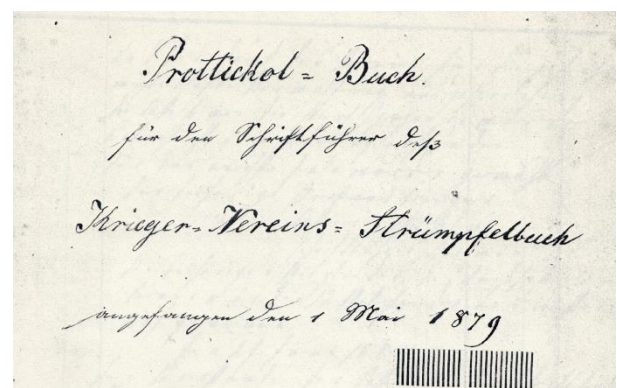 Prottickol = Buch.
für den Schriftführer deß
Krieger= Vereins= Strümpfelbach
angefangen den 1 Mai 1879